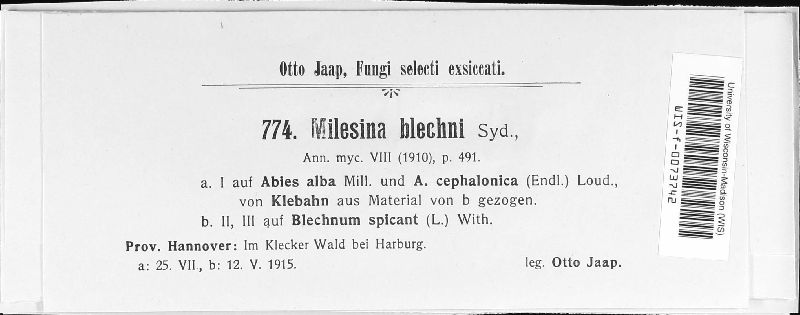 Otto Jaap, Fungi selecti exsiccati.
774. Milesina blechni Syd.,
Ann. myc. VIII (1910), p. 491.
a. I auf Abies alba Mill. und A. cephalonica (Endl.) Loud.,
von Klebahn aus Material von b gezogen.
b. II, III auf Blechnum spicant (L.) With.
Prov. Hannover: Im Klecker Wald bei Harburg.
a: 25. VII., b: 12. V. 1915.
leg. Otto Jaap.
University of Wisconsin-Madison (WIS)
WIS-f-0073742